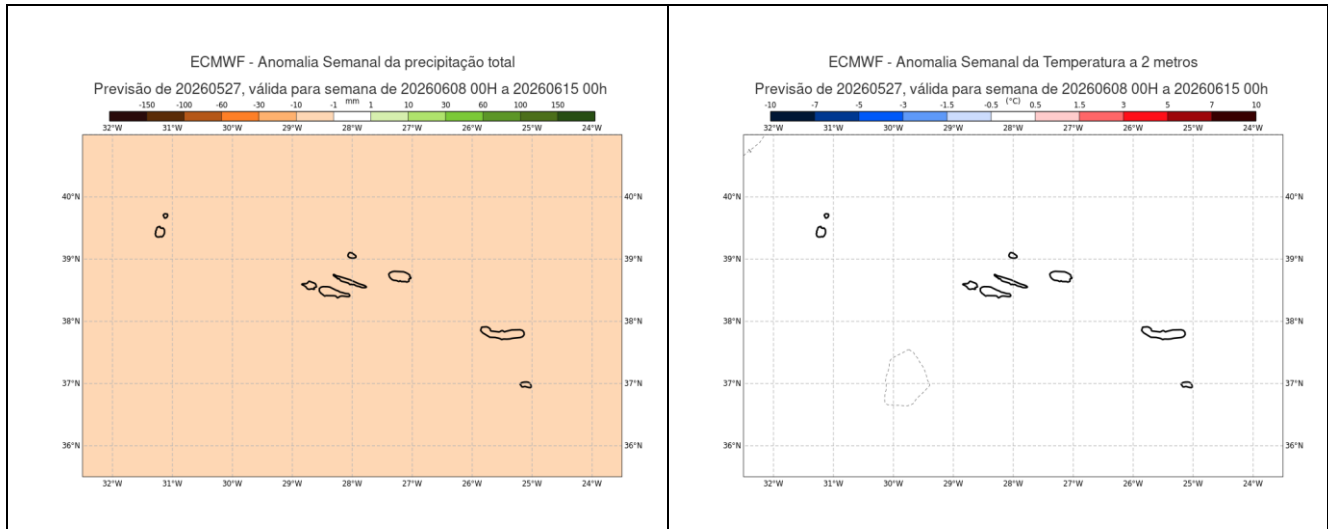 ECMWF - Anomalia Semanal da precipitação total
Previsão de 20260527, válida para semana de 20260608 00H a 20260615 00h
-150 -100 -60 -30 -10 -1 mm 1 10 30 60 100 150
32°W 31°W 30°W 29°W 28°W 27°W 26°W 25°W 24°W
40°N 40°N
39°N 39°N
38°N 38°N
37°N 37°N
36°N 36°N
32°W 31°W 30°W 29°W 28°W 27°W 26°W 25°W 24°W
ECMWF - Anomalia Semanal da Temperatura a 2 metros
Previsão de 20260527, válida para semana de 20260608 00H a 20260615 00h
-10 -7 -5 -3 -1.5 -0.5 (°C) 0.5 1.5 3 5 7 10
32°W 31°W 30°W 29°W 28°W 27°W 26°W 25°W 24°W
40°N 40°N
39°N 39°N
38°N 38°N
37°N 37°N
36°N 36°N
32°W 31°W 30°W 29°W 28°W 27°W 26°W 25°W 24°W